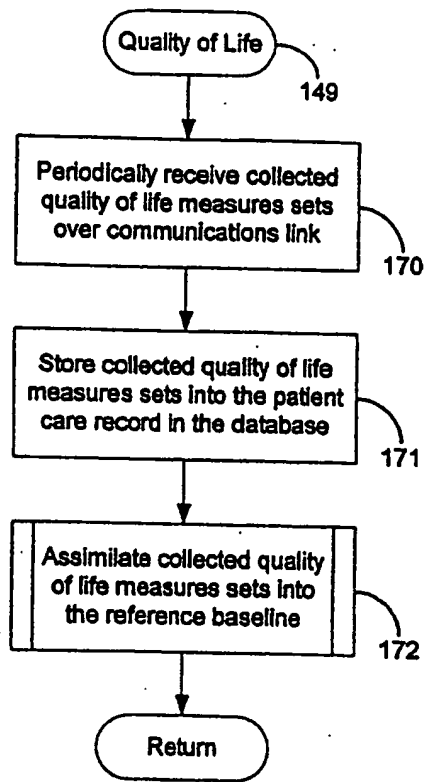 Quality of Life
149
Periodically receive collected
quality of life measures sets
over communications link
170
Store collected quality of life
measures sets into the patient
care record in the database
171
Assimilate collected quality
of life measures sets into
the reference baseline
172
Return